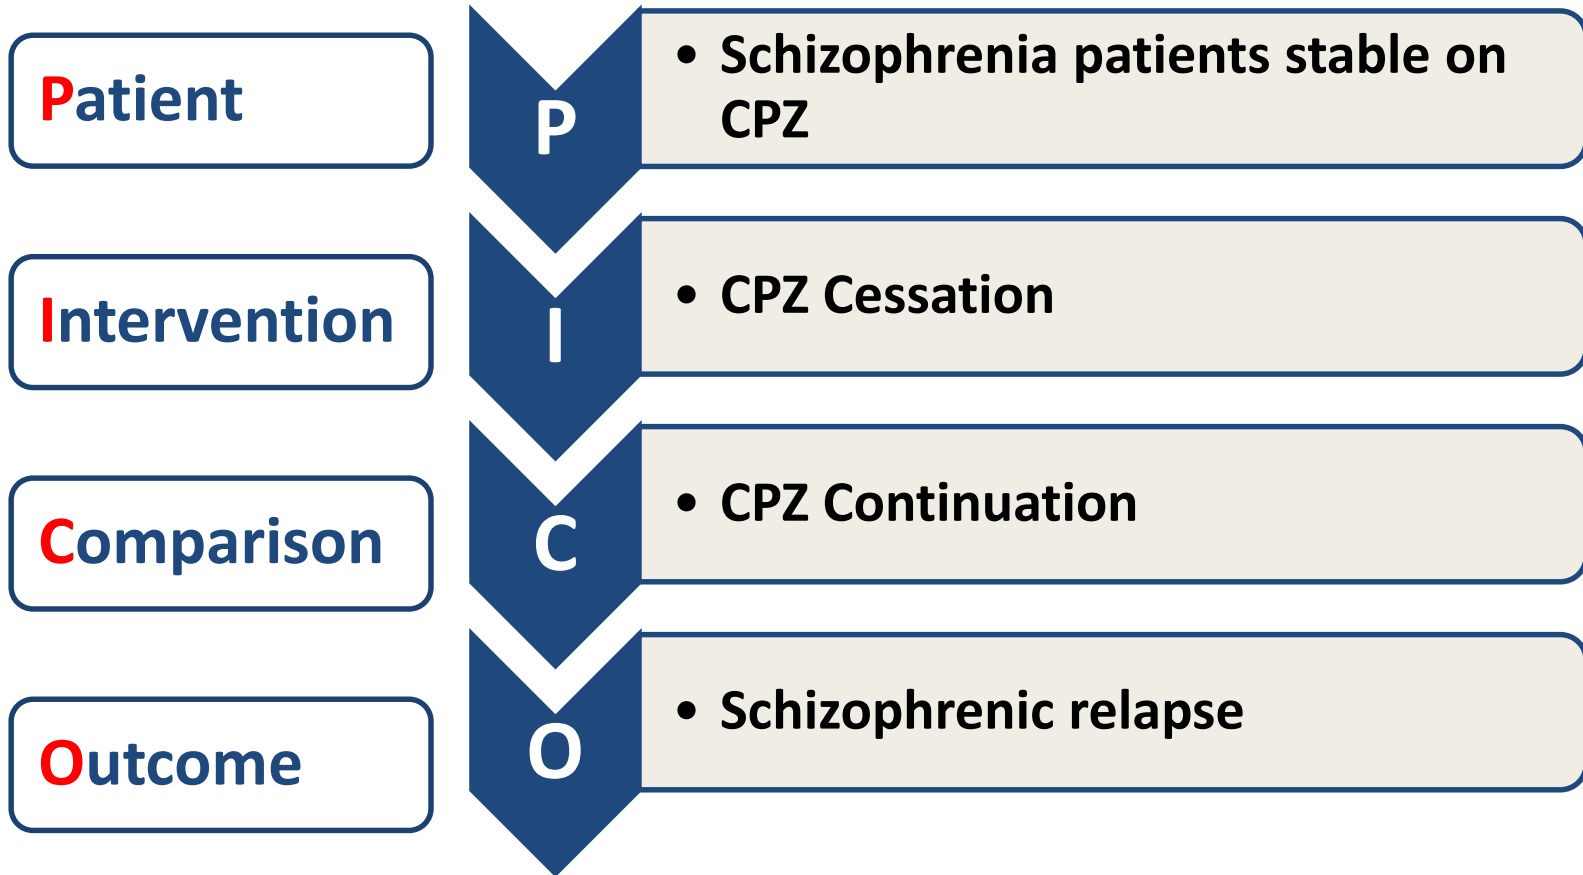 Patient
P
• Schizophrenia patients stable on
CPZ
Intervention
I
• CPZ Cessation
Comparison
C
• CPZ Continuation
Outcome
O
• Schizophrenic relapse